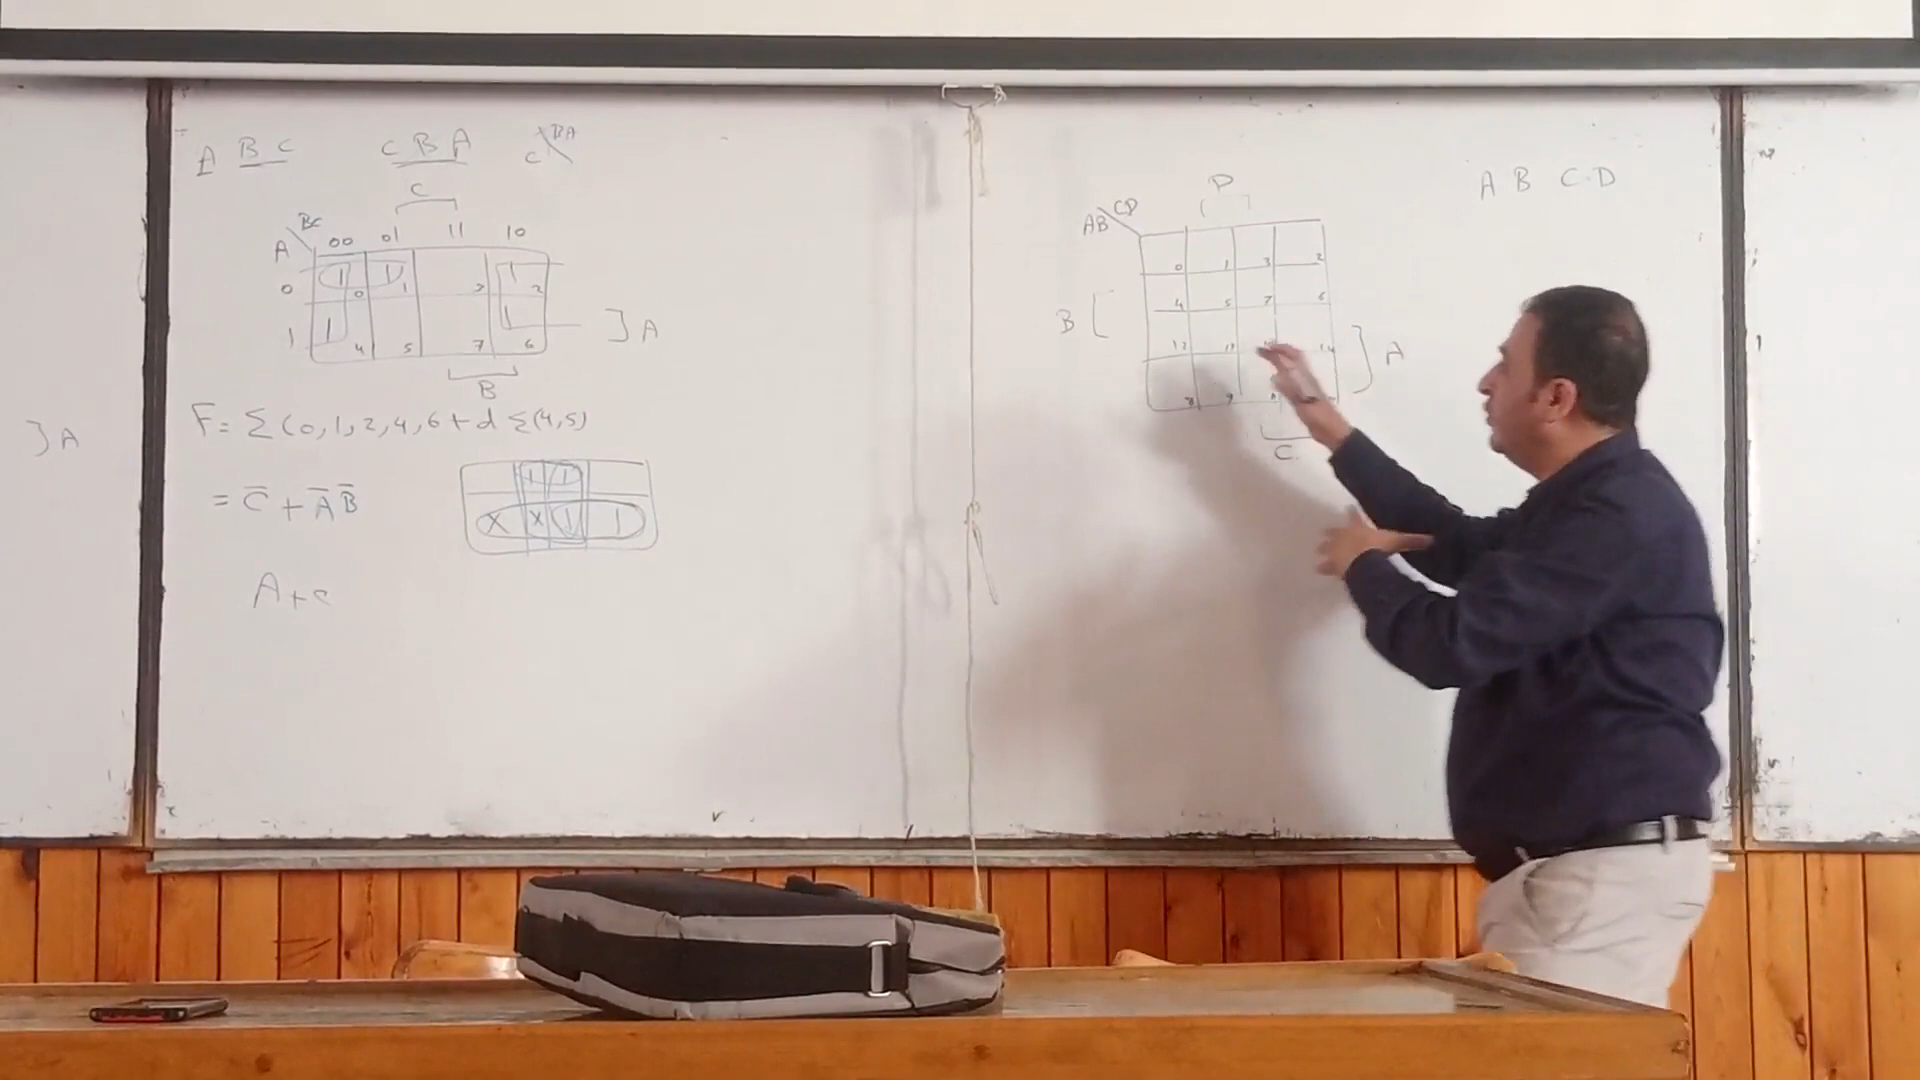 A B C   C B A   C \ BA
C
A \ BC   00   01   11   10
0   1 0   1 1   3   1 2
1   1 4   5   7   1 6   ] A
B
F = Σ (0, 1, 2, 4, 6 + d Σ (4, 5)
] A
= C̅ + A̅ B̅
1   1
X   X   1   1
A + C
A B C D
D
AB \ CD
0   1   3   2
B [   4   5   7   6
12   13   14   ] A
8   9
C